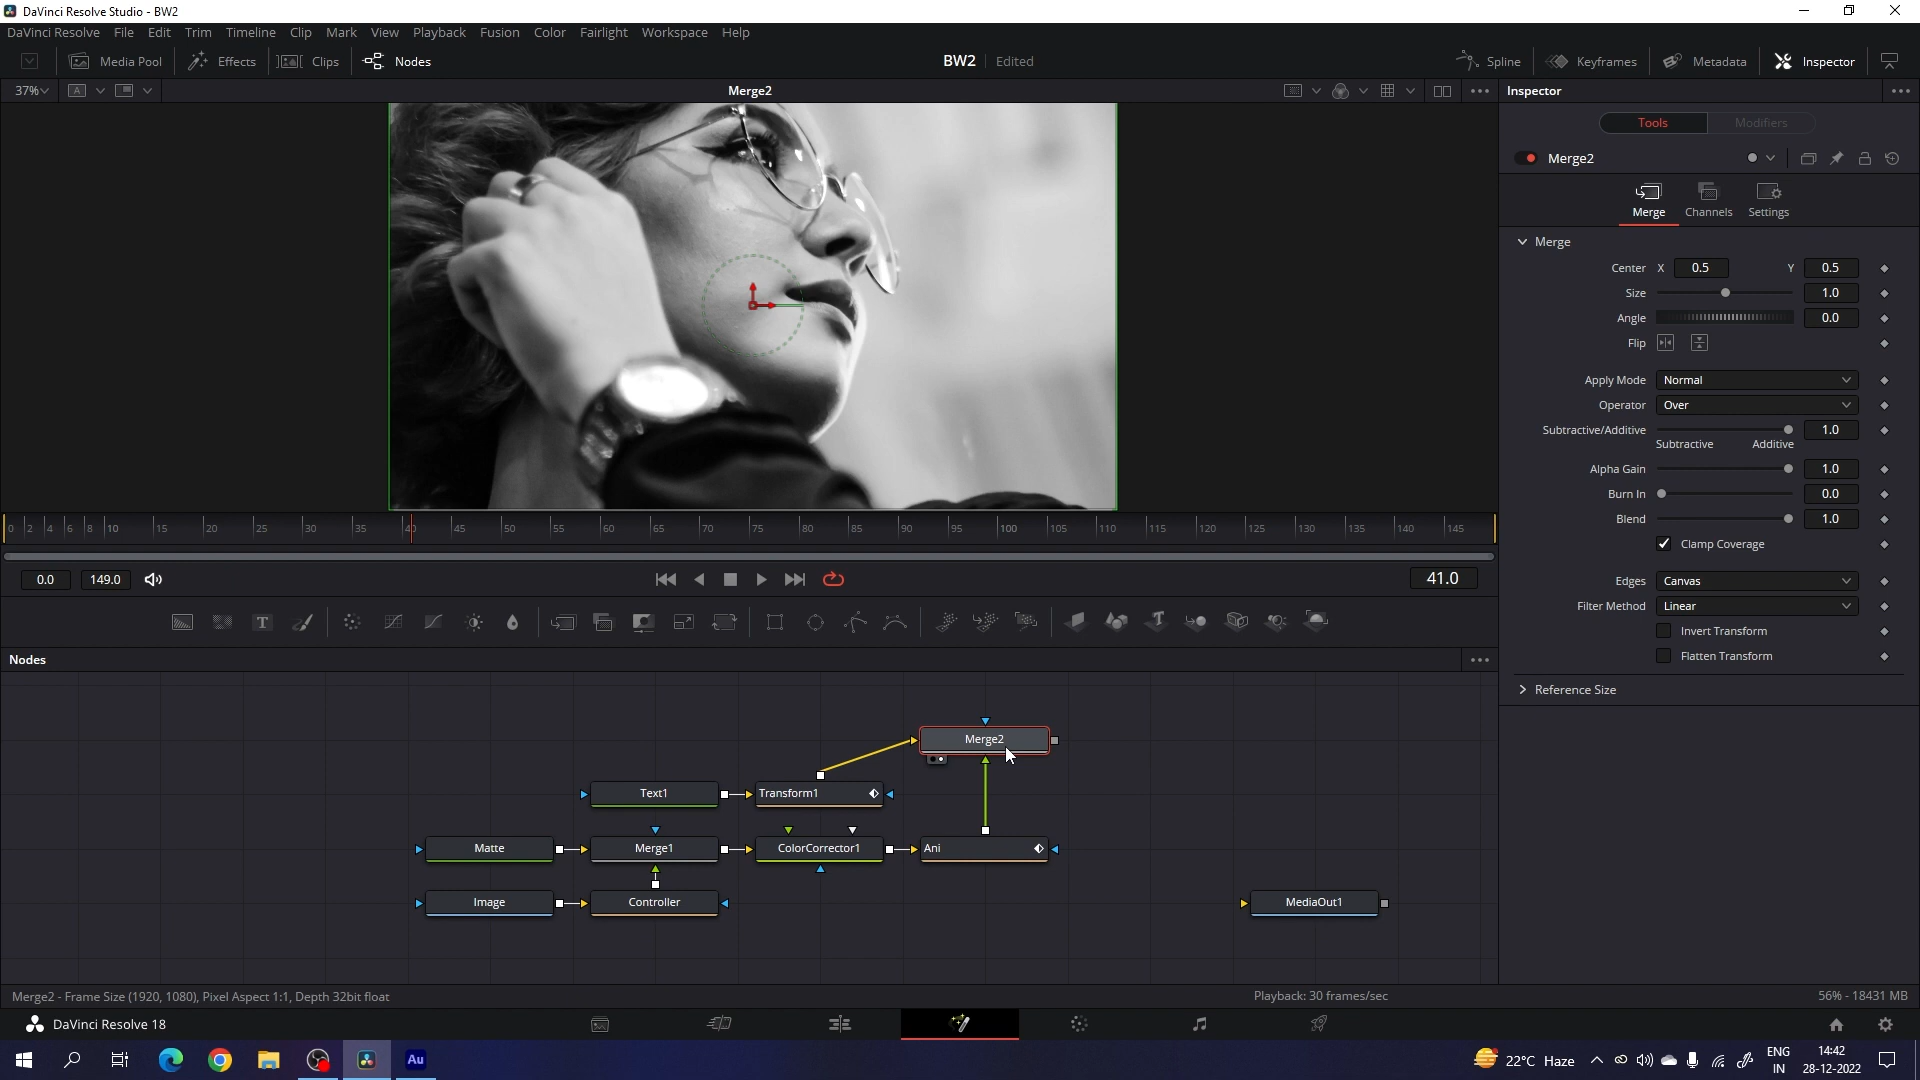 DaVinci Resolve Studio - BW2
DaVinci Resolve File Edit Trim Timeline Clip Mark View Playback Fusion Color Fairlight Workspace Help
Media Pool Effects Clips Nodes BW2 Edited Spline Keyframes Metadata Inspector
37% A Merge2 Inspector
Tools Modifiers
Merge2
Merge Channels Settings
Merge
Center X 0.5 Y 0.5
Size 1.0
Angle 0.0
Flip
Apply Mode Normal
Operator Over
Subtractive/Additive 1.0
Subtractive Additive
Alpha Gain 1.0
Burn In 0.0
Blend 1.0
Clamp Coverage
Edges Canvas
Filter Method Linear
Invert Transform
Flatten Transform
Reference Size
0 2 4 6 8 10 15 20 25 30 35 40 45 50 55 60 65 70 75 80 85 90 95 100 105 110 115 120 125 130 135 140 145
0.0 149.0 41.0
T T
Nodes
Merge2
Text1 Transform1
Matte Merge1 ColorCorrector1 Ani
Image Controller MediaOut1
Merge2 - Frame Size (1920, 1080), Pixel Aspect 1:1, Depth 32bit float Playback: 30 frames/sec 56% - 18431 MB
DaVinci Resolve 18
Au 22°C Haze ENG IN 14:42 28-12-2022